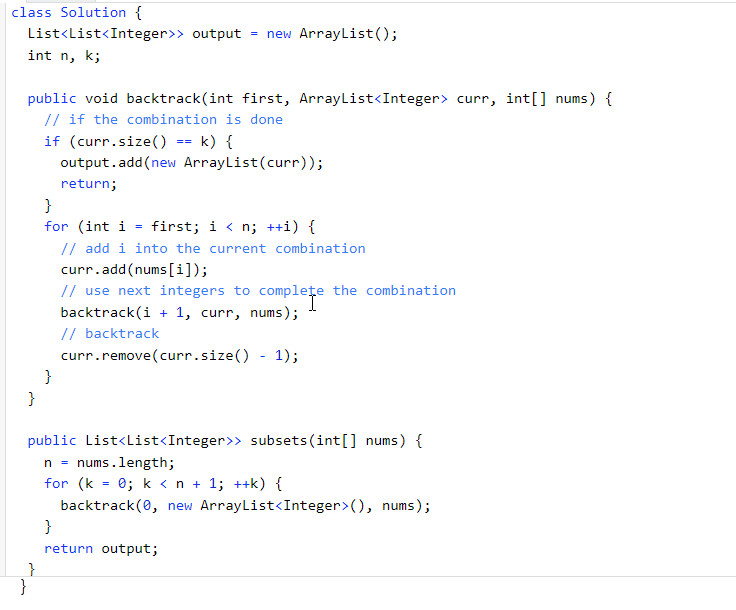 class Solution {
  List<List<Integer>> output = new ArrayList();
  int n, k;

  public void backtrack(int first, ArrayList<Integer> curr, int[] nums) {
    // if the combination is done
    if (curr.size() == k) {
      output.add(new ArrayList(curr));
      return;
    }
    for (int i = first; i < n; ++i) {
      // add i into the current combination
      curr.add(nums[i]);
      // use next integers to complete the combination
      backtrack(i + 1, curr, nums);
      // backtrack
      curr.remove(curr.size() - 1);
    }
  }

  public List<List<Integer>> subsets(int[] nums) {
    n = nums.length;
    for (k = 0; k < n + 1; ++k) {
      backtrack(0, new ArrayList<Integer>(), nums);
    }
    return output;
  }
 }